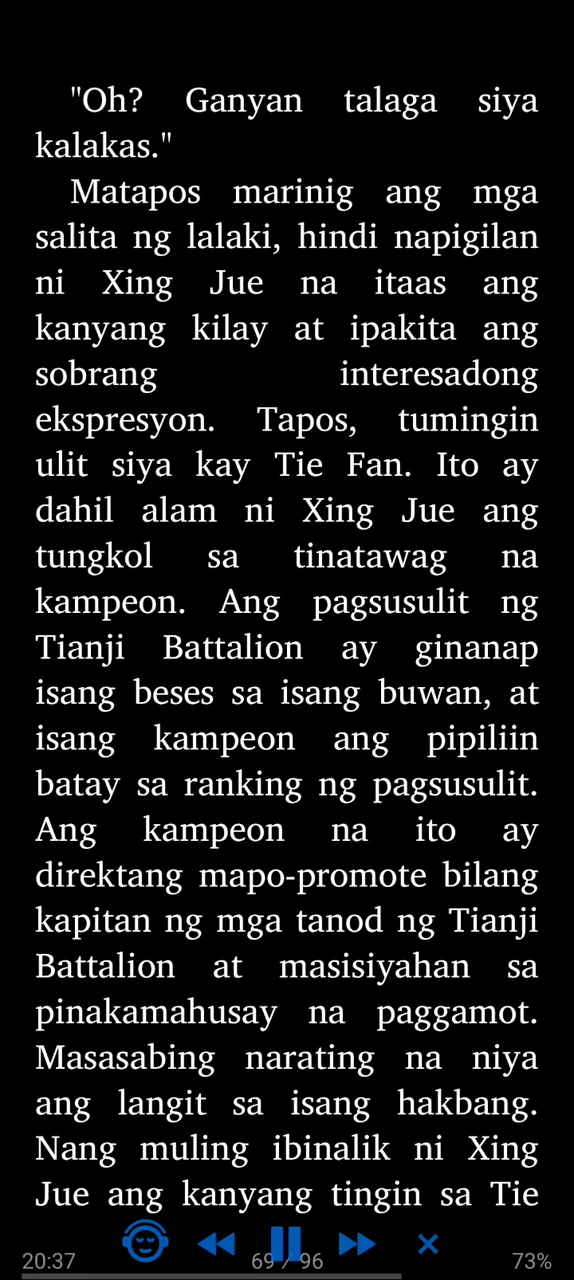 "Oh? Ganyan talaga siya
kalakas."
Matapos marinig ang mga
salita ng lalaki, hindi napigilan
ni Xing Jue na itaas ang
kanyang kilay at ipakita ang
sobrang interesadong
ekspresyon. Tapos, tumingin
ulit siya kay Tie Fan. Ito ay
dahil alam ni Xing Jue ang
tungkol sa tinatawag na
kampeon. Ang pagsusulit ng
Tianji Battalion ay ginanap
isang beses sa isang buwan, at
isang kampeon ang pipiliin
batay sa ranking ng pagsusulit.
Ang kampeon na ito ay
direktang mapo-promote bilang
kapitan ng mga tanod ng Tianji
Battalion at masisiyahan sa
pinakamahusay na paggamot.
Masasabing narating na niya
ang langit sa isang hakbang.
Nang muling ibinalik ni Xing
Jue ang kanyang tingin sa Tie
20:37 69 / 96 73%